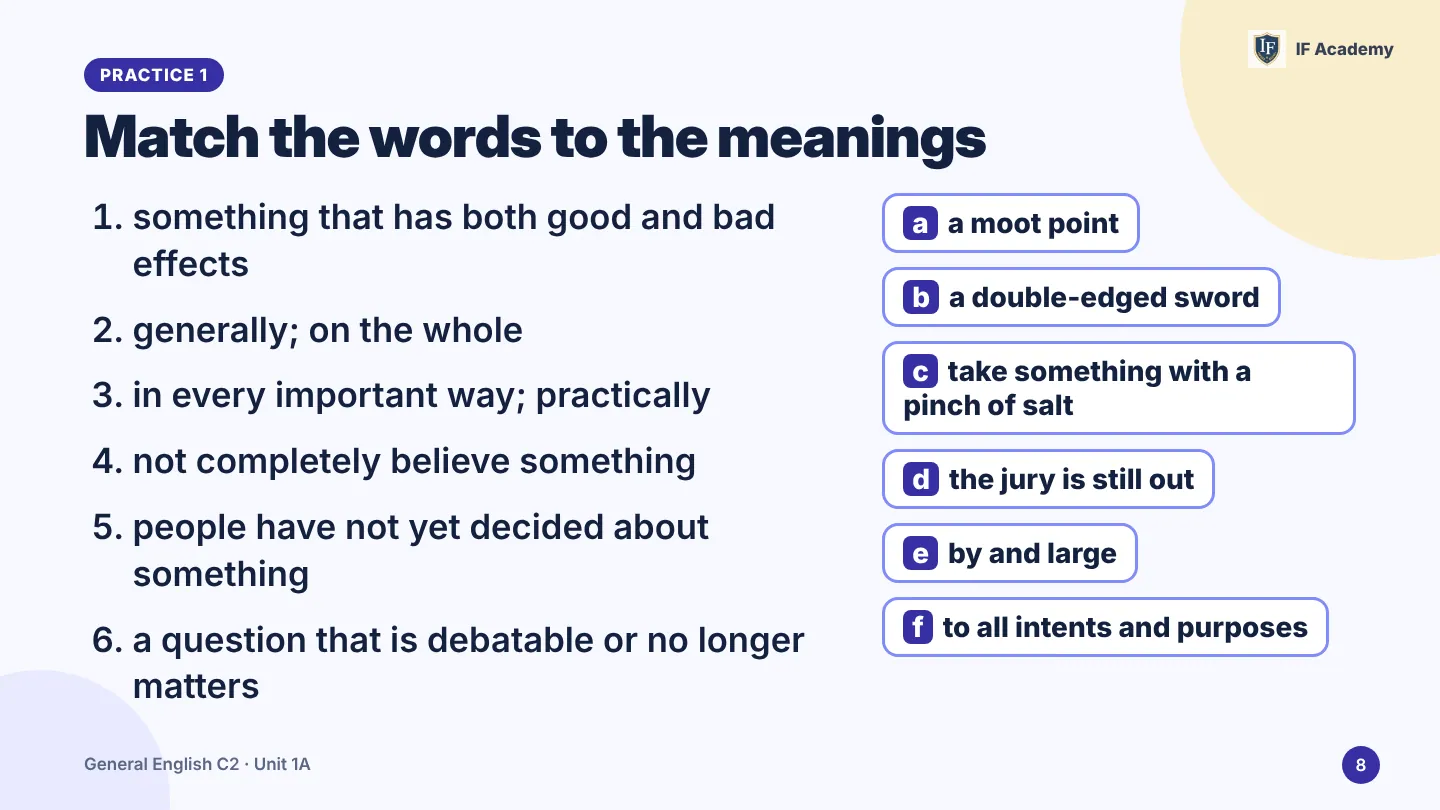 IF Academy
PRACTICE 1
Match the words to the meanings
1. something that has both good and bad
effects
2. generally; on the whole
3. in every important way; practically
4. not completely believe something
5. people have not yet decided about
something
6. a question that is debatable or no longer
matters
a a moot point
b a double-edged sword
c take something with a
pinch of salt
d the jury is still out
e by and large
f to all intents and purposes
General English C2 · Unit 1A
8